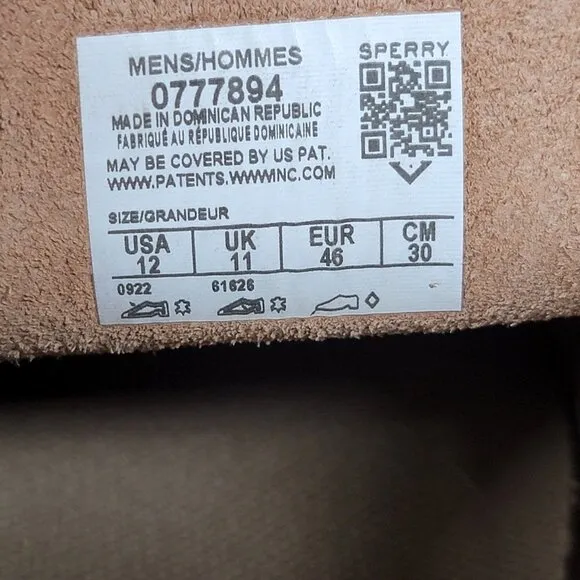 MENS/HOMMES
0777894
MADE IN DOMINICAN REPUBLIC
FABRIQUÉ AU RÉPUBLIQUE DOMINICAINE
MAY BE COVERED BY US PAT.
WWW.PATENTS.WWWINC.COM
SPERRY
SIZE/GRANDEUR
USA UK EUR CM
12 11 46 30
0922 61626